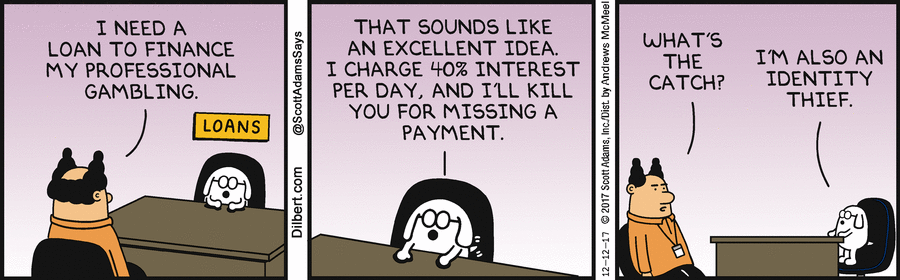 I NEED A
LOAN TO FINANCE
MY PROFESSIONAL
GAMBLING.
LOANS
Dilbert.com
@ScottAdamsSays
THAT SOUNDS LIKE
AN EXCELLENT IDEA.
I CHARGE 40% INTEREST
PER DAY, AND I'LL KILL
YOU FOR MISSING A
PAYMENT.
12-12-17 © 2017 Scott Adams, Inc./Dist. by Andrews McMeel
WHAT'S
THE
CATCH?
I'M ALSO AN
IDENTITY
THIEF.